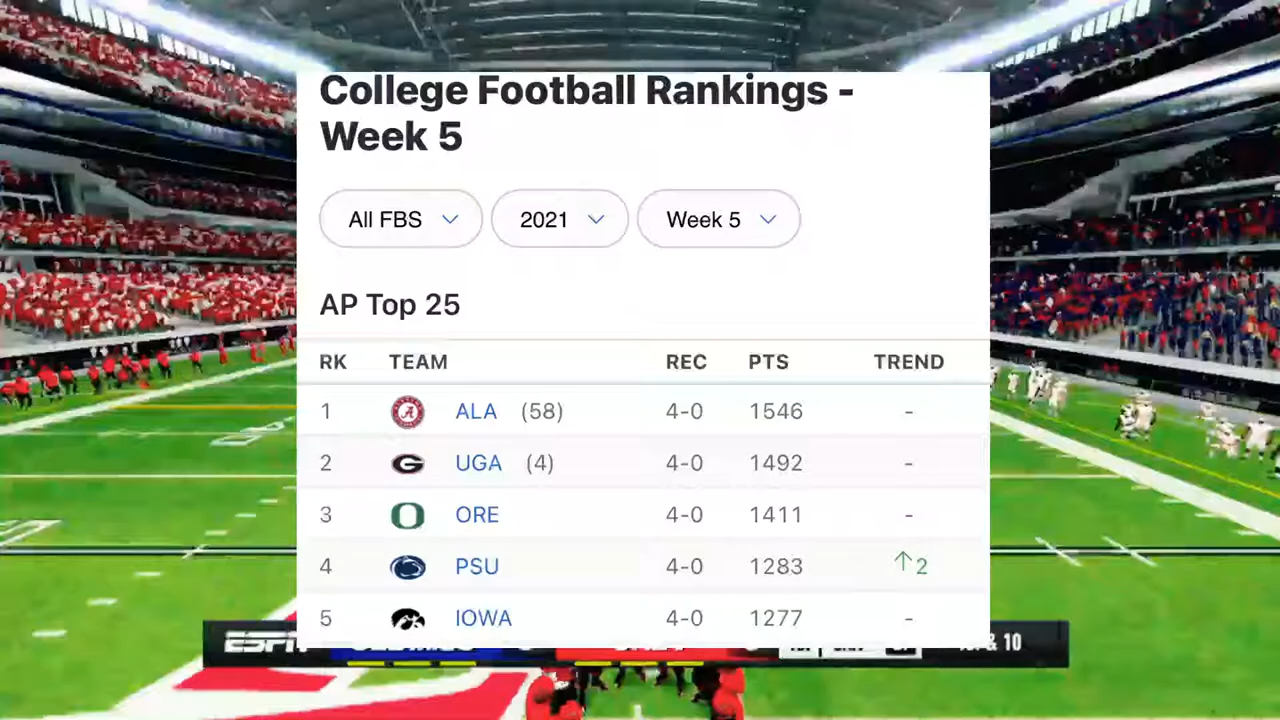 College Football Rankings -
Week 5
All FBS 2021 Week 5
AP Top 25
RK TEAM REC PTS TREND
1 ALA (58) 4-0 1546 -
2 UGA (4) 4-0 1492 -
3 ORE 4-0 1411 -
4 PSU 4-0 1283 ↑2
5 IOWA 4-0 1277 -
ESPN & 10